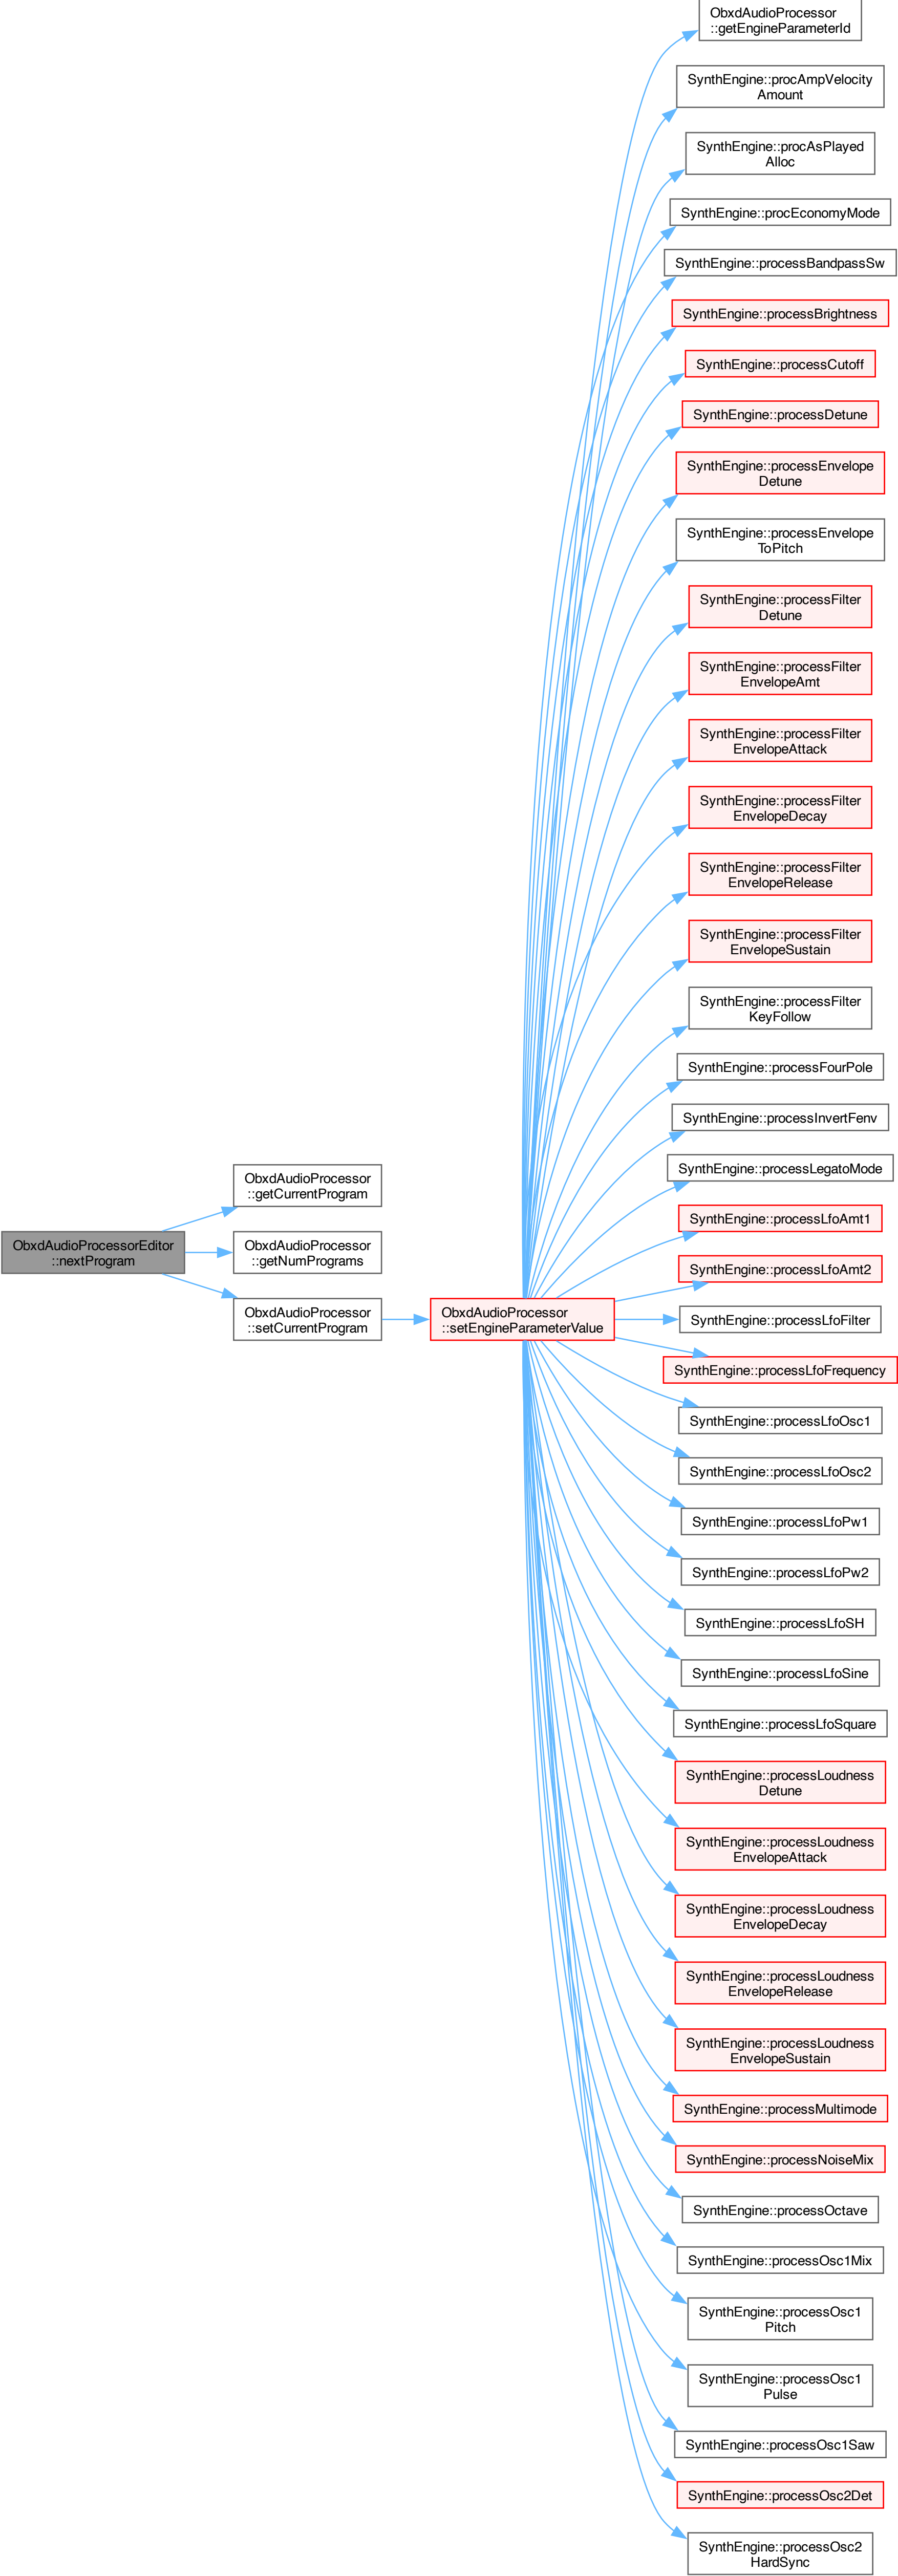 ObxdAudioProcessorEditor
::nextProgram
ObxdAudioProcessor
::getCurrentProgram
ObxdAudioProcessor
::getNumPrograms
ObxdAudioProcessor
::setCurrentProgram
ObxdAudioProcessor
::setEngineParameterValue
ObxdAudioProcessor
::getEngineParameterId
SynthEngine::procAmpVelocity
Amount
SynthEngine::procAsPlayed
Alloc
SynthEngine::procEconomyMode
SynthEngine::processBandpassSw
SynthEngine::processBrightness
SynthEngine::processCutoff
SynthEngine::processDetune
SynthEngine::processEnvelope
Detune
SynthEngine::processEnvelope
ToPitch
SynthEngine::processFilter
Detune
SynthEngine::processFilter
EnvelopeAmt
SynthEngine::processFilter
EnvelopeAttack
SynthEngine::processFilter
EnvelopeDecay
SynthEngine::processFilter
EnvelopeRelease
SynthEngine::processFilter
EnvelopeSustain
SynthEngine::processFilter
KeyFollow
SynthEngine::processFourPole
SynthEngine::processInvertFenv
SynthEngine::processLegatoMode
SynthEngine::processLfoAmt1
SynthEngine::processLfoAmt2
SynthEngine::processLfoFilter
SynthEngine::processLfoFrequency
SynthEngine::processLfoOsc1
SynthEngine::processLfoOsc2
SynthEngine::processLfoPw1
SynthEngine::processLfoPw2
SynthEngine::processLfoSH
SynthEngine::processLfoSine
SynthEngine::processLfoSquare
SynthEngine::processLoudness
Detune
SynthEngine::processLoudness
EnvelopeAttack
SynthEngine::processLoudness
EnvelopeDecay
SynthEngine::processLoudness
EnvelopeRelease
SynthEngine::processLoudness
EnvelopeSustain
SynthEngine::processMultimode
SynthEngine::processNoiseMix
SynthEngine::processOctave
SynthEngine::processOsc1Mix
SynthEngine::processOsc1
Pitch
SynthEngine::processOsc1
Pulse
SynthEngine::processOsc1Saw
SynthEngine::processOsc2Det
SynthEngine::processOsc2
HardSync